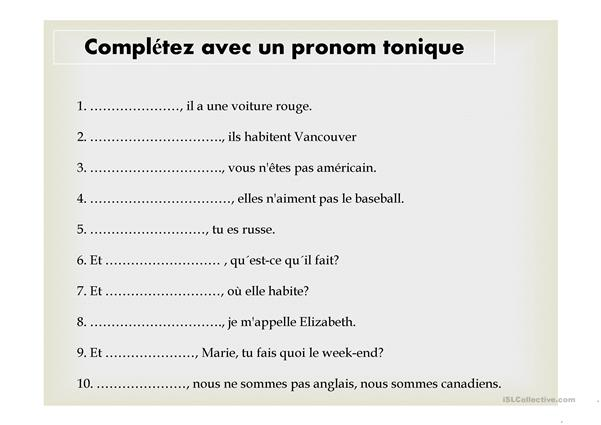 Complétez avec un pronom tonique
1. …………………, il a une voiture rouge.
2. …………………………., ils habitent Vancouver
3. …………………………., vous n'êtes pas américain.
4. ……………………………, elles n'aiment pas le baseball.
5. ………………………, tu es russe.
6. Et ……………………… , qu´est-ce qu´il fait?
7. Et ………………………, où elle habite?
8. …………………………., je m'appelle Elizabeth.
9. Et …………………, Marie, tu fais quoi le week-end?
10. …………………, nous ne sommes pas anglais, nous sommes canadiens.
iSLCollective.com